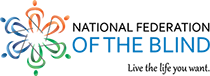 NATIONAL FEDERATION
OF THE BLIND
Live the life you want.